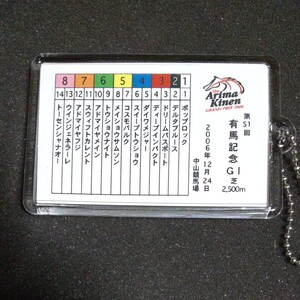 Arima
Kinen
GRAND PRIX 2006
第51回
有馬記念 GI
芝2,500m
2006年12月24日
中山競馬場
1 1 ポップロック
2 2 デルタブルース
3 3 ドリームパスポート
3 4 ディープインパクト
4 5 ダイワメジャー
4 6 スイープトウショウ
5 7 コスモバルク
5 8 メイショウサムソン
6 9 トウショウナイト
6 10 アドマイヤメイン
7 11 スウィフトカレント
7 12 アドマイヤフジ
8 13 ウインジェネラーレ
8 14 トーセンシャナオー